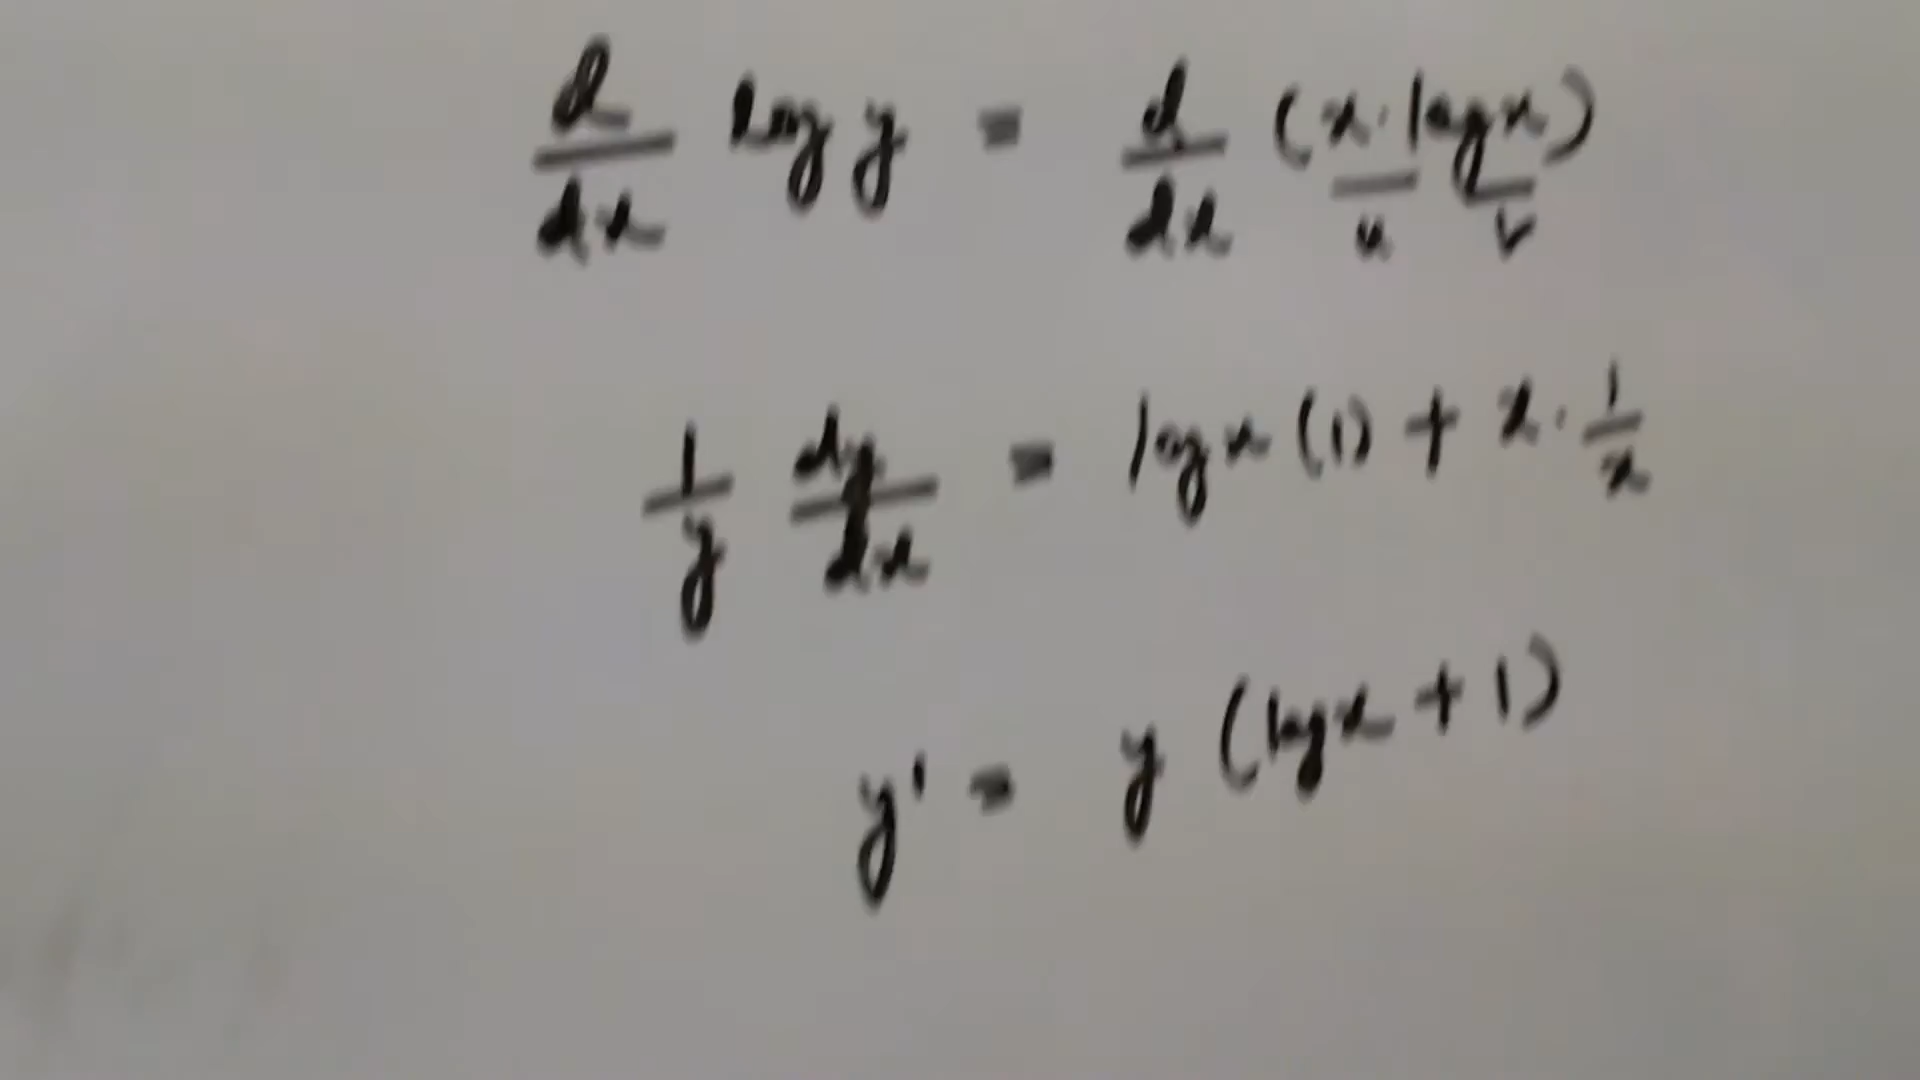 d/dx log y = d/dx (x · log x)
u v
1/y dy/dx = log x (1) + x · 1/x
y' = y (log x + 1)